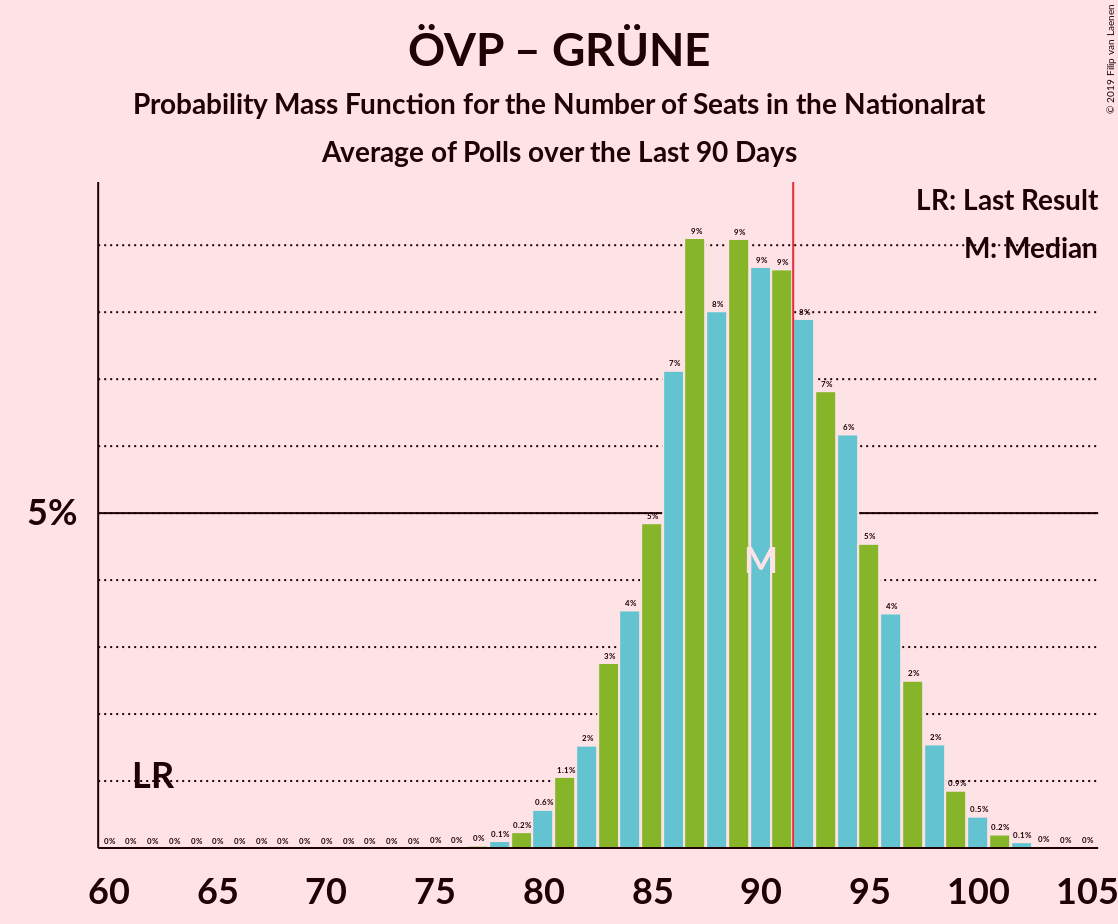 ÖVP – GRÜNE
Probability Mass Function for the Number of Seats in the Nationalrat
Average of Polls over the Last 90 Days
© 2019 Filip van Laenen
LR: Last Result
M: Median
5%
LR
M
0% 0% 0% 0% 0% 0% 0% 0% 0% 0% 0% 0% 0% 0% 0% 0% 0% 0% 0.1% 0.2% 0.6% 1.1% 2% 3% 4% 5% 7% 9% 8% 9% 9% 9% 8% 7% 6% 5% 4% 2% 2% 0.9% 0.5% 0.2% 0.1% 0% 0% 0%
60 65 70 75 80 85 90 95 100 105